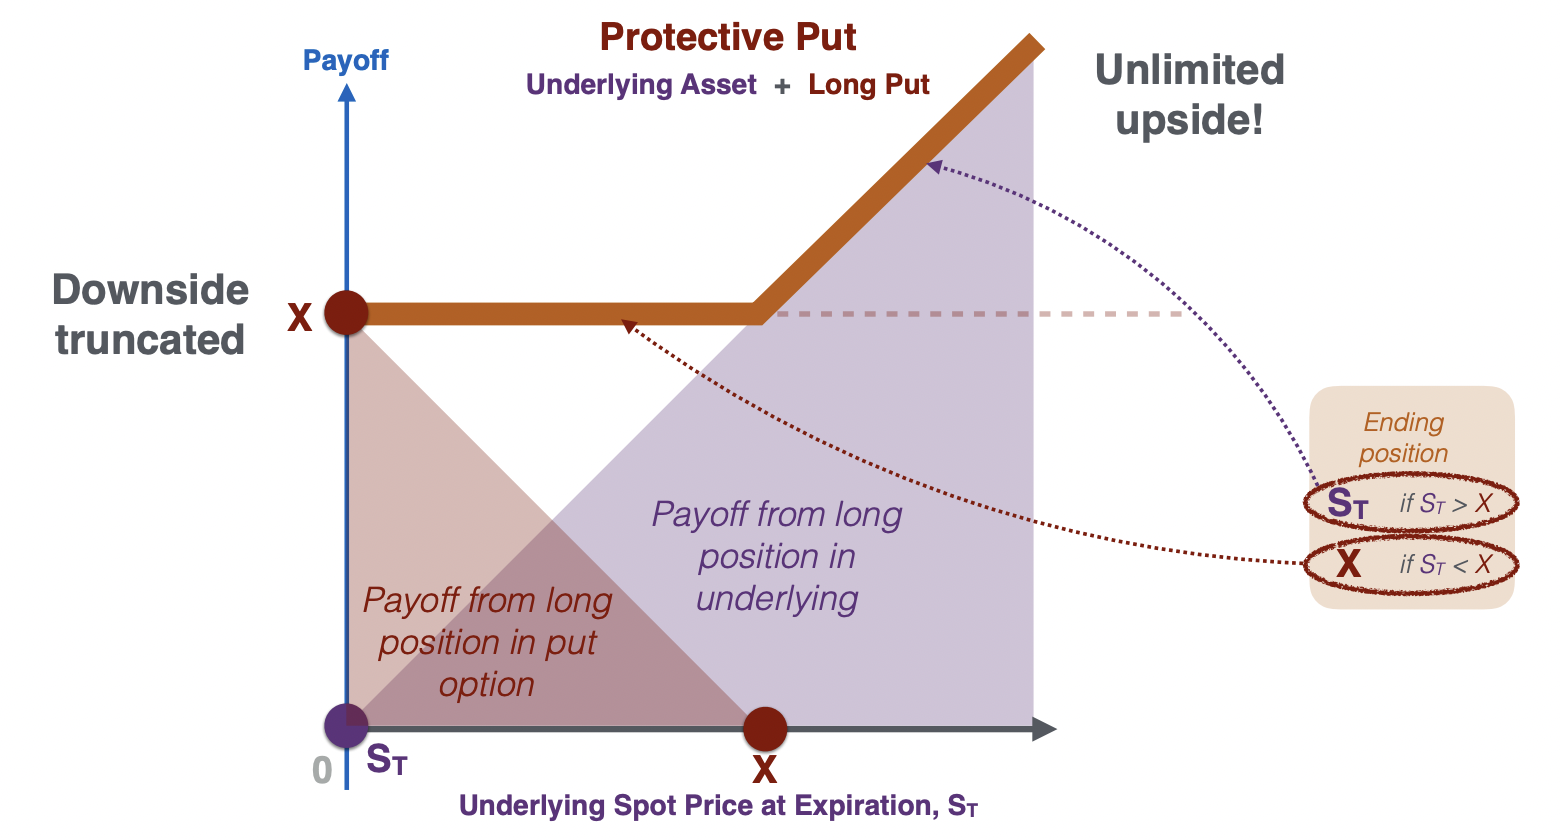 Protective Put
Payoff
Underlying Asset + Long Put
Unlimited
upside!
Downside
truncated
X
Ending
position
S_T if S_T > X
X if S_T < X
Payoff from long
position in
underlying
Payoff from long
position in put
option
0
S_T
X
Underlying Spot Price at Expiration, S_T